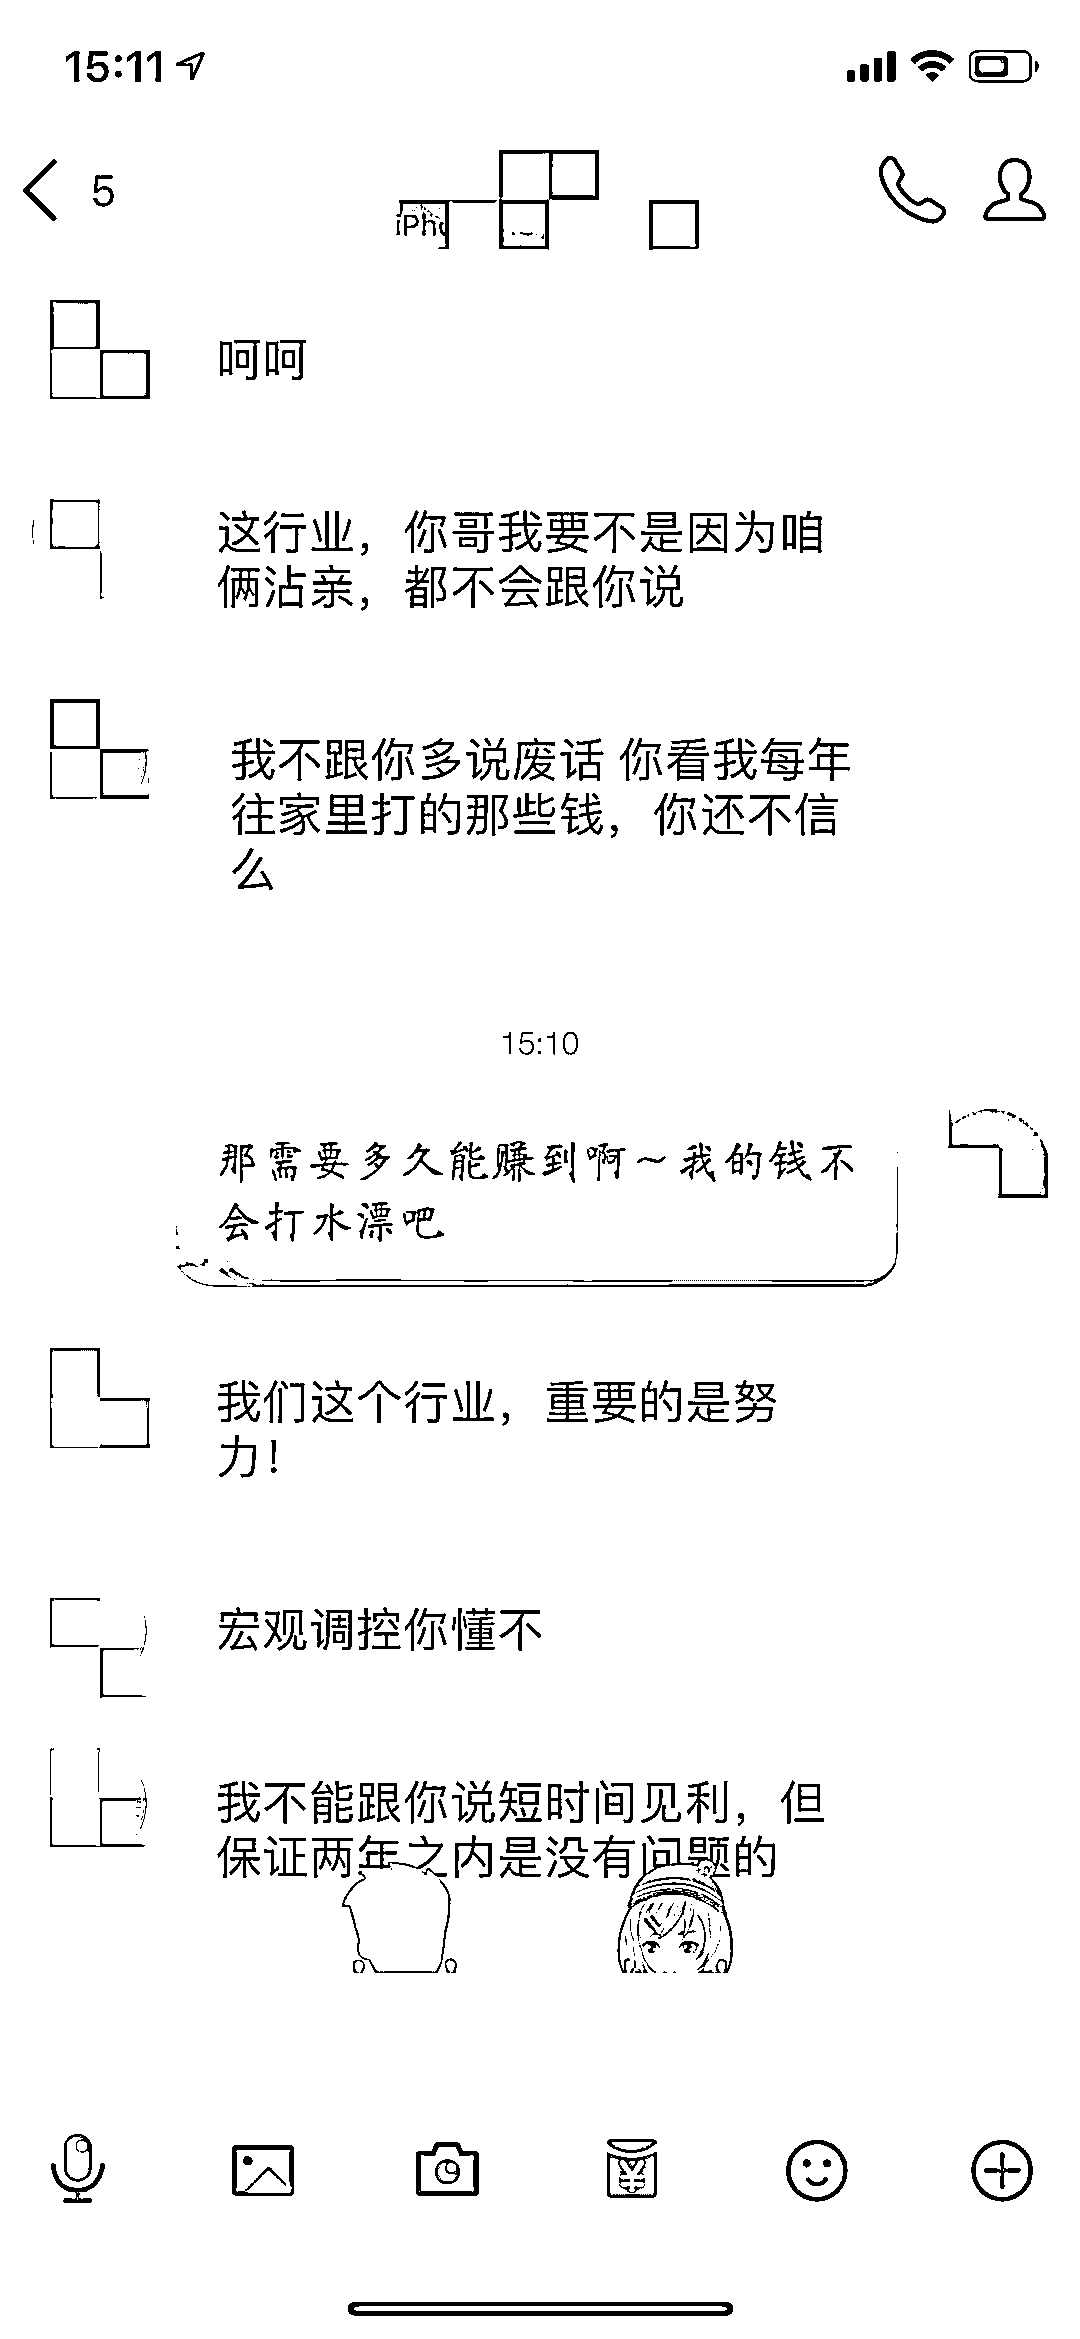 15:11
5
呵呵
这行业，你哥我要不是因为咱
俩沾亲，都不会跟你说
我不跟你多说废话 你看我每年
往家里打的那些钱，你还不信
么
15:10
那需要多久能赚到啊～我的钱不
会打水漂吧
我们这个行业，重要的是努
力！
宏观调控你懂不
我不能跟你说短时间见利，但
保证两年之内是没有问题的